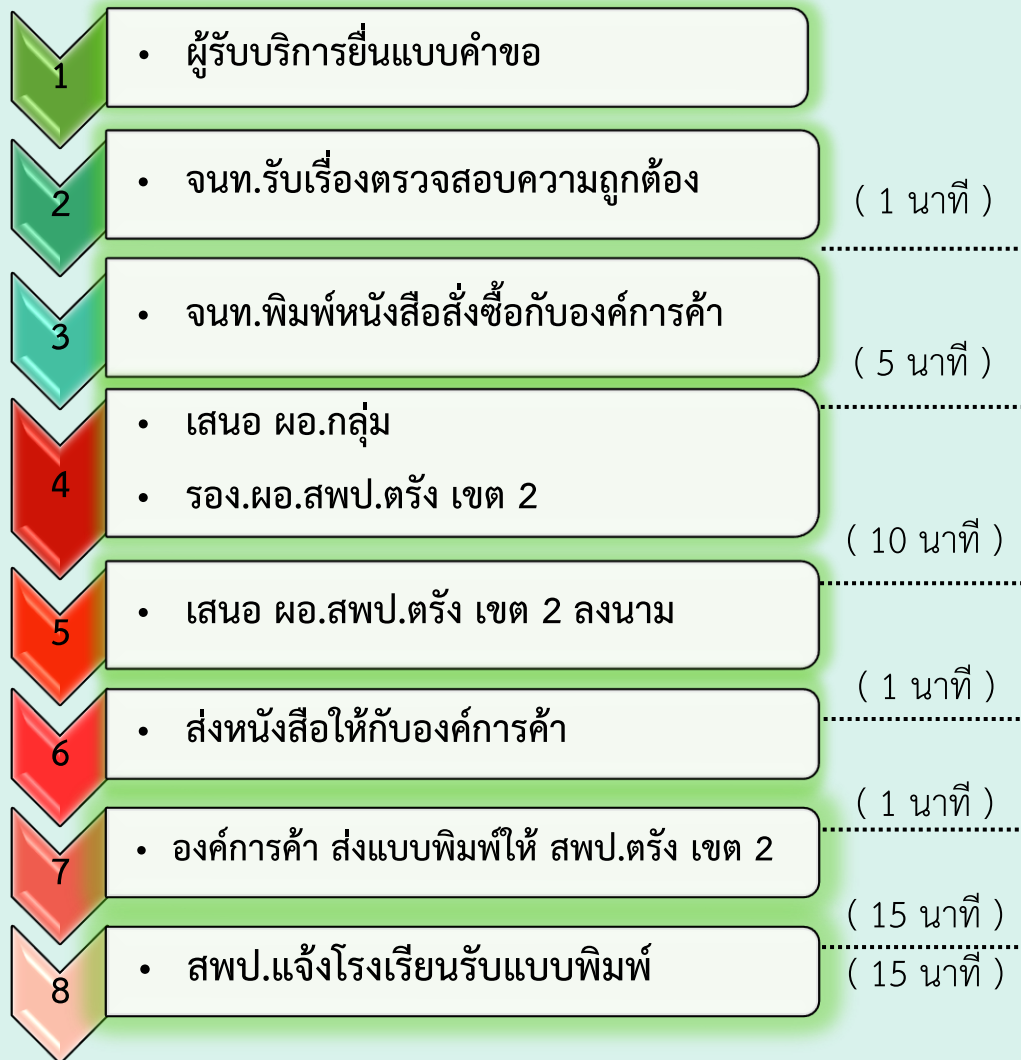 1
• ผู้รับบริการยื่นแบบคำขอ
2
• จนท.รับเรื่องตรวจสอบความถูกต้อง
( 1 นาที )
3
• จนท.พิมพ์หนังสือสั่งซื้อกับองค์การค้า
( 5 นาที )
4
• เสนอ ผอ.กลุ่ม
• รอง.ผอ.สพป.ตรัง เขต 2
( 10 นาที )
5
• เสนอ ผอ.สพป.ตรัง เขต 2 ลงนาม
( 1 นาที )
6
• ส่งหนังสือให้กับองค์การค้า
( 1 นาที )
7
• องค์การค้า ส่งแบบพิมพ์ให้ สพป.ตรัง เขต 2
( 15 นาที )
8
• สพป.แจ้งโรงเรียนรับแบบพิมพ์
( 15 นาที )